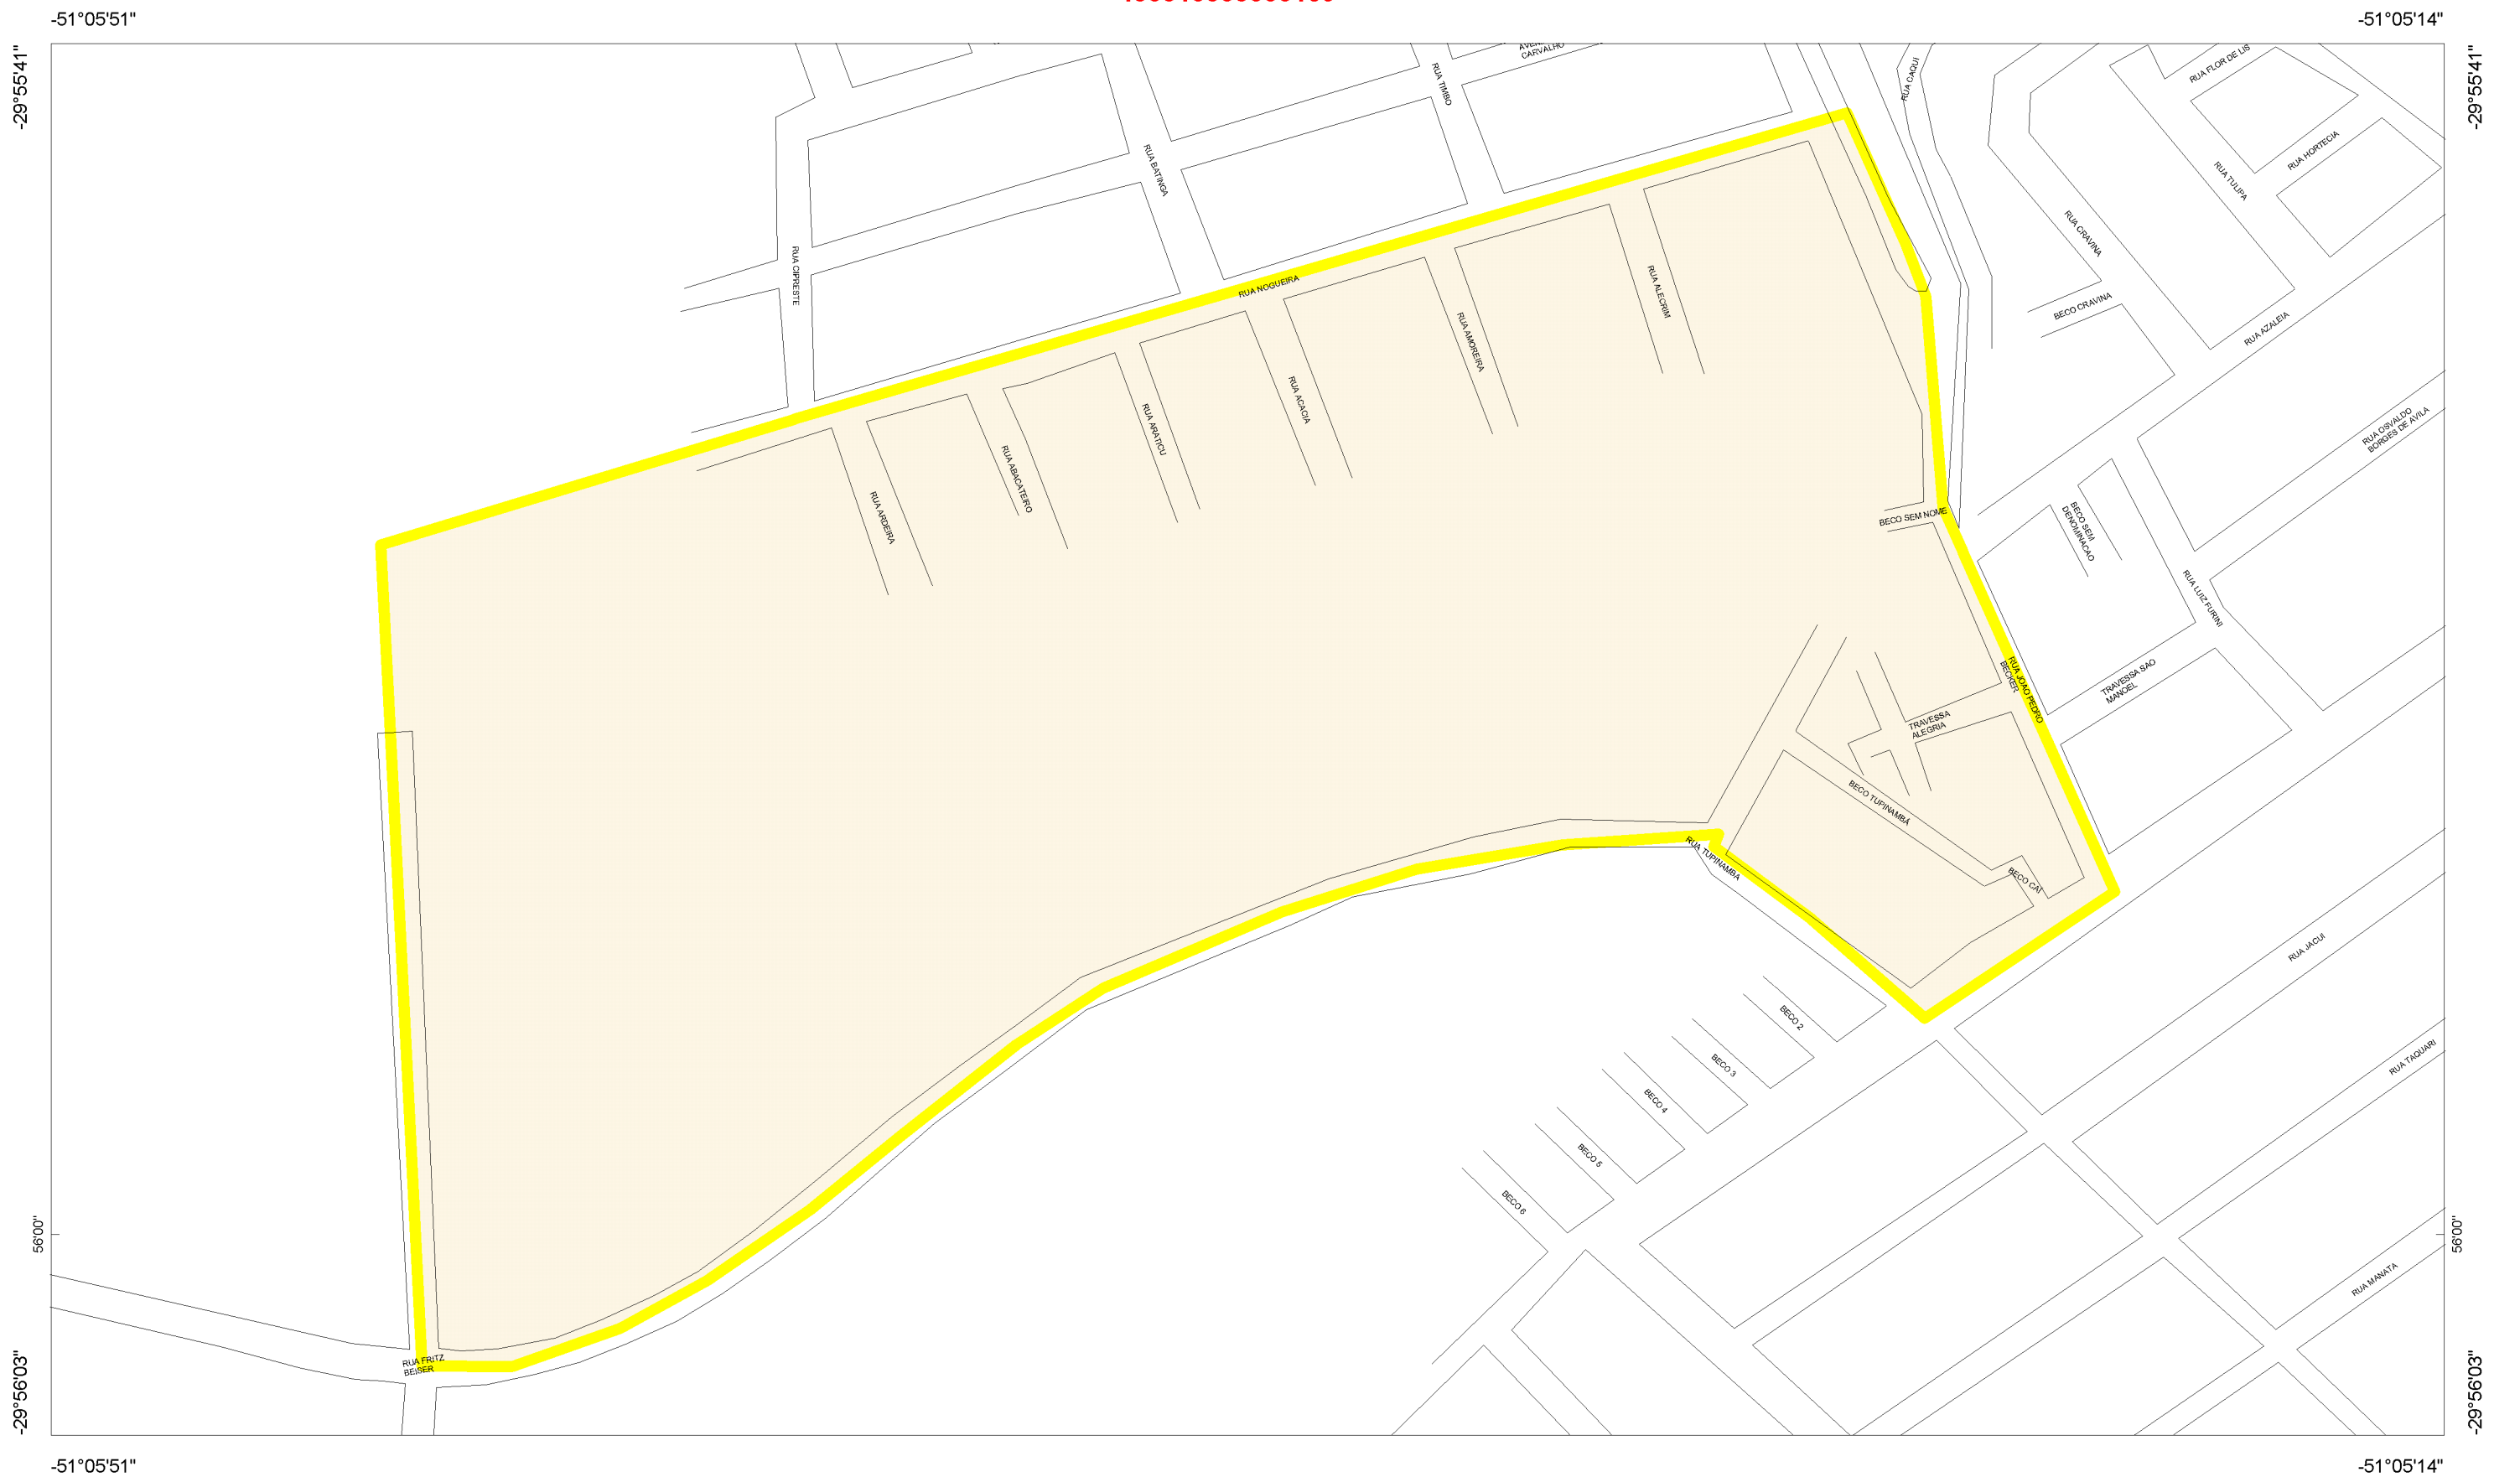 -51°05'51"
-51°05'14"
-29°55'41"
-29°55'41"
CARVALHO
RUA TIMBO
RUA CAQUI
RUA FLOR DE LIS
RUA HORTECIA
RUA TULIPA
RUA BATINGA
RUA CRAVINA
RUA CIPRESTE
RUA NOGUEIRA
RUA ALECRIM
BECO CRAVINA
RUA AZALEIA
RUA AMOREIRA
RUA ACACIA
RUA ARATICU
RUA OSVALDO
BORGES DE AVILA
RUA ABACATEIRO
RUA ARDEIRA
BECO SEM NOME
BECO SEM
DENOMINACAO
RUA LUIZ FURINI
RUA JOAO PEDRO
BECKER
TRAVESSA SAO
MANOEL
TRAVESSA
ALEGRIA
BECO TUPINAMBÁ
RUA TUPINAMBÁ
BECO CAÍ
RUA JACUI
BECO 2
BECO 3
BECO 4
BECO 5
BECO 6
RUA TAQUARI
RUA MANATA
56'00"
56'00"
RUA FRITZ
BEISER
-29°56'03"
-29°56'03"
-51°05'51"
-51°05'14"